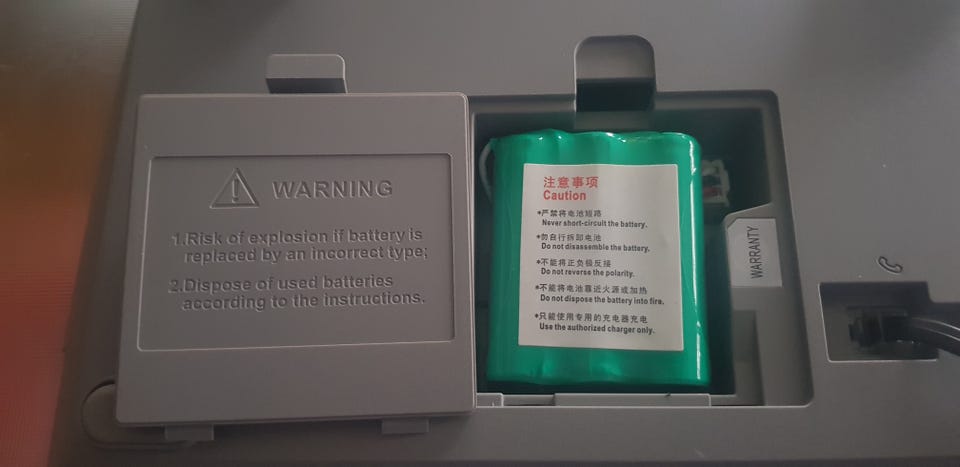 WARNING
1.Risk of explosion if battery is
replaced by an incorrect type;
2.Dispose of used batteries
according to the instructions.
注意事项
Caution
*严禁将电池短路
Never short-circuit the battery.
*勿自行拆卸电池
Do not disassemble the battery.
*不能将正负极反接
Do not reverse the polarity.
*不能将电池靠近火源或加热
Do not dispose the battery into fire.
*只能使用专用的充电器充电
Use the authorized charger only.
WARRANTY